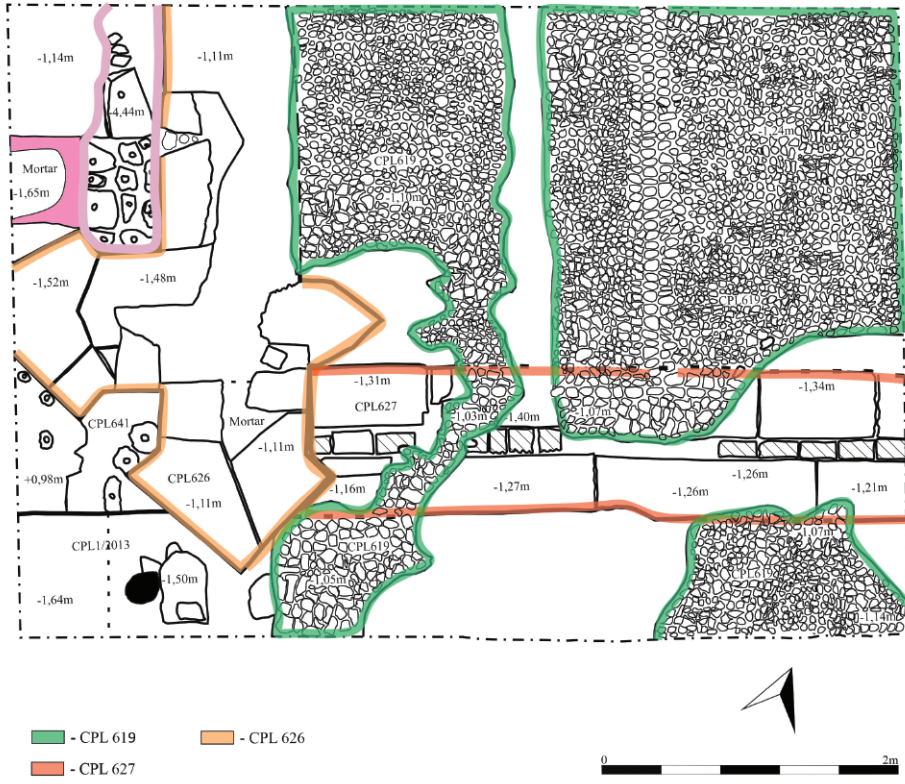 -1,14m
-1,11m
-4,44m
Mortar
-1,65m
CPL619
-1,10m
-1,24m
-1,52m
-1,48m
CPL619
-1,31m
CPL627
-1,34m
CPL641
Mortar
-1,03m
-1,40m
-1,07m
-1,11m
+0,98m
CPL626
-1,11m
-1,16m
-1,27m
-1,26m
-1,26m
-1,21m
CPL1/2013
CPL619
-1,07m
-1,50m
-1,05m
-1,64m
-1,14m
- CPL 619
- CPL 626
- CPL 627
0
2m